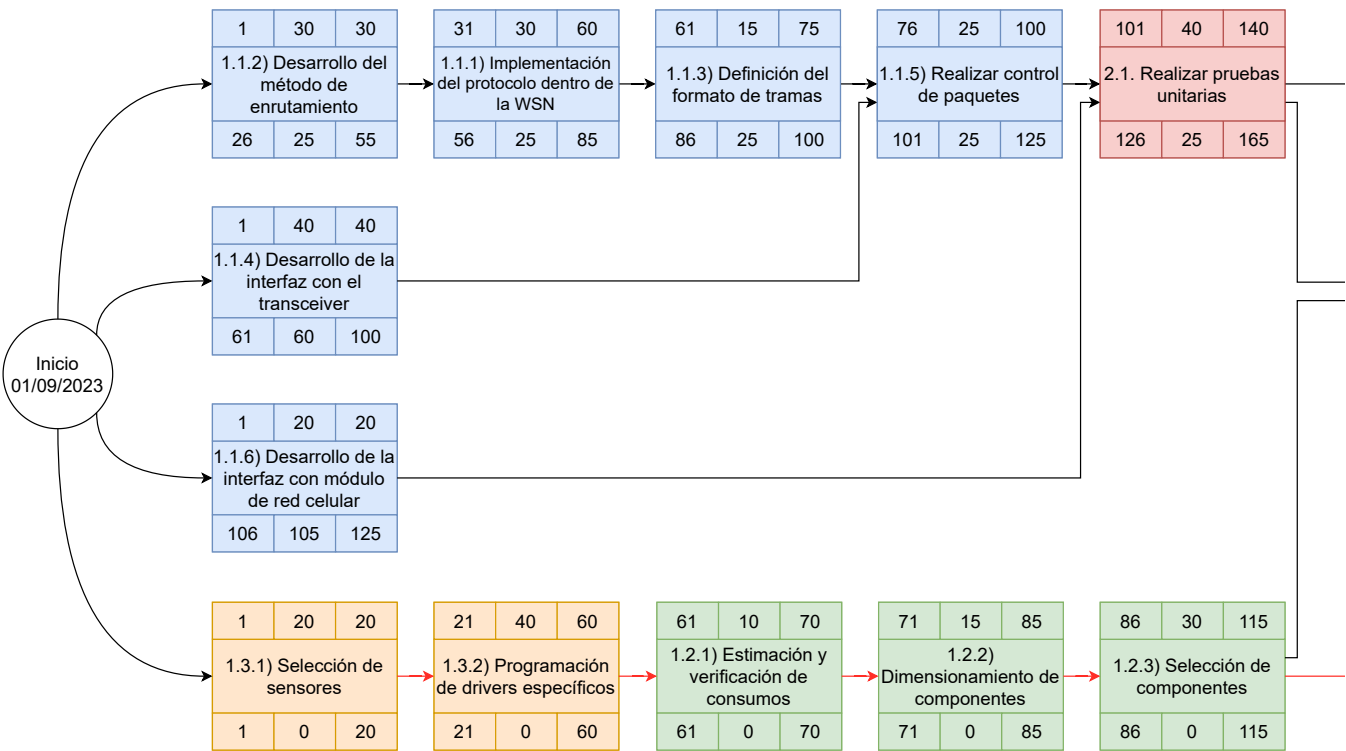 1 30 30
1.1.2) Desarrollo del
método de
enrutamiento
26 25 55
31 30 60
1.1.1) Implementación
del protocolo dentro de
la WSN
56 25 85
61 15 75
1.1.3) Definición del
formato de tramas
86 25 100
76 25 100
1.1.5) Realizar control
de paquetes
101 25 125
101 40 140
2.1. Realizar pruebas
unitarias
126 25 165
1 40 40
1.1.4) Desarrollo de la
interfaz con el
transceiver
61 60 100
Inicio
01/09/2023
1 20 20
1.1.6) Desarrollo de la
interfaz con módulo
de red celular
106 105 125
1 20 20
1.3.1) Selección de
sensores
1 0 20
21 40 60
1.3.2) Programación
de drivers específicos
21 0 60
61 10 70
1.2.1) Estimación y
verificación de
consumos
61 0 70
71 15 85
1.2.2)
Dimensionamiento de
componentes
71 0 85
86 30 115
1.2.3) Selección de
componentes
86 0 115